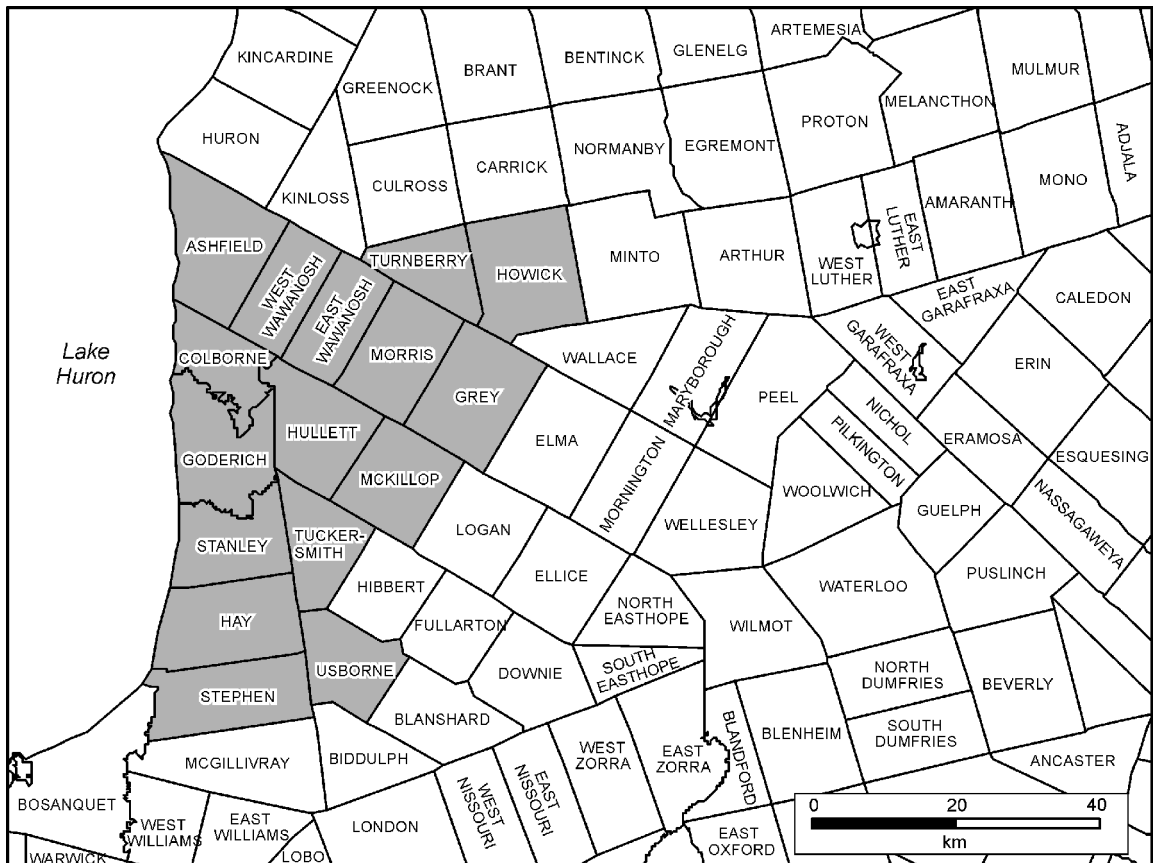 ARTEMESIA
KINCARDINE
GLENELG
BENTINCK
BRANT
MULMUR
GREENOCK
MELANCTHON
PROTON
HURON
ADJALA
EGREMONT
NORMANBY
CARRICK
CULROSS
MONO
KINLOSS
AMARANTH
EAST
LUTHER
ASHFIELD
WEST
WAWANOSH
TURNBERRY
HOWICK
MINTO
ARTHUR
WEST
LUTHER
EAST
GARAFRAXA
CALEDON
EAST
WAWANOSH
Lake
Huron
COLBORNE
MORRIS
WALLACE
MARYBOROUGH
WEST
GARAFRAXA
ERIN
GREY
PEEL
NICHOL
HULLETT
ELMA
PILKINGTON
ERAMOSA
ESQUESING
GODERICH
MCKILLOP
MORNINGTON
WOOLWICH
NASSAGAWEYA
GUELPH
WELLESLEY
LOGAN
STANLEY
TUCKER-
SMITH
ELLICE
HIBBERT
WATERLOO
PUSLINCH
HAY
FULLARTON
NORTH
EASTHOPE
WILMOT
USBORNE
DOWNIE
SOUTH
EASTHOPE
NORTH
DUMFRIES
BEVERLY
STEPHEN
BLANSHARD
BLANDFORD
BLENHEIM
SOUTH
DUMFRIES
MCGILLIVRAY
BIDDULPH
WEST
ZORRA
EAST
ZORRA
ANCASTER
BOSANQUET
WEST
NISSOURI
EAST
NISSOURI
0 20 40
km
WEST
WILLIAMS
EAST
WILLIAMS
LONDON
EAST
OXFORD
LOBO
WARWICK